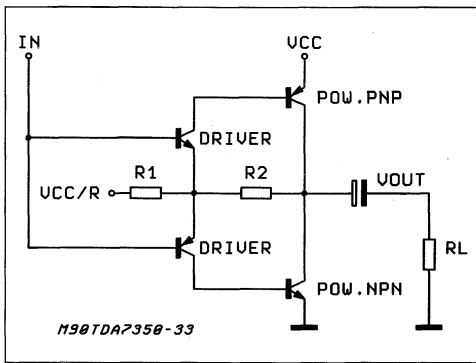 IN
VCC
POW.PNP
DRIVER
R1
R2
VOUT
VCC/R
DRIVER
RL
POW.NPN
M90TDA7350-33